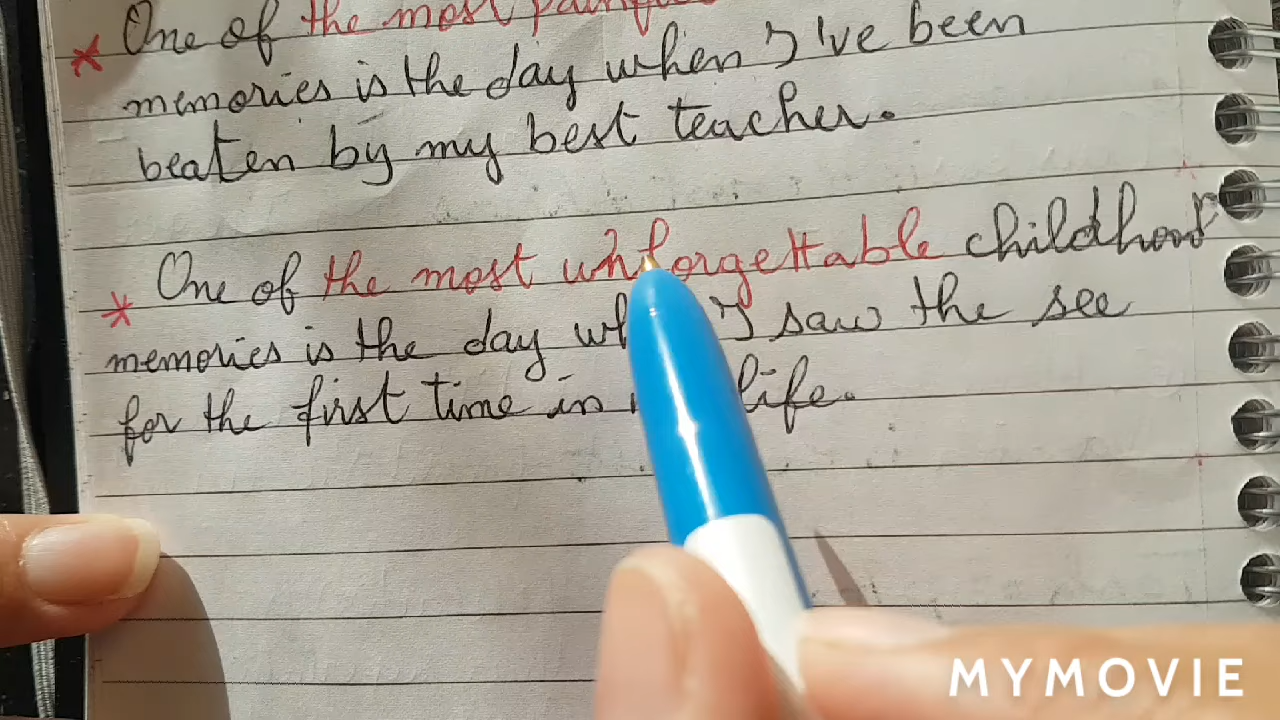 * One of the most painful
memories is the day when I've been
beaten by my best teacher.
* One of the most unforgettable childhood
memories is the day I saw the see
for the first time in life.
MYMOVIE